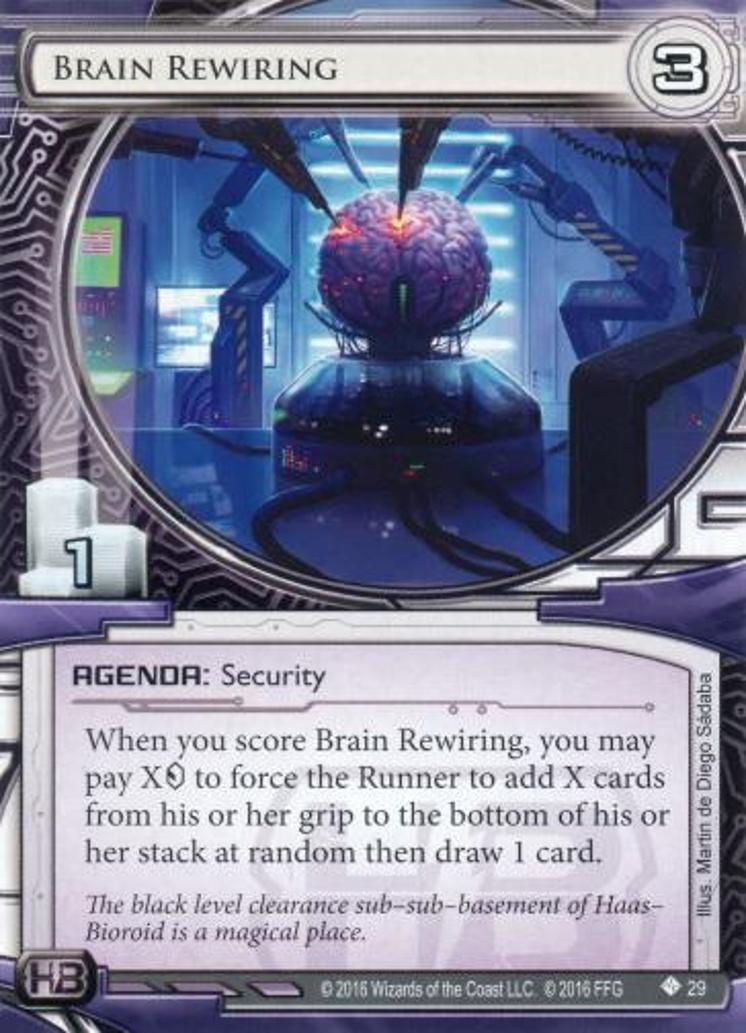 BRAIN REWIRING
3
1
AGENDA: Security
When you score Brain Rewiring, you may
pay X to force the Runner to add X cards
from his or her grip to the bottom of his or
her stack at random then draw 1 card.
The black level clearance sub–sub–basement of Haas–
Bioroid is a magical place.
Illus. Martin de Diego Sádaba
HB
© 2016 Wizards of the Coast LLC. © 2016 FFG
29